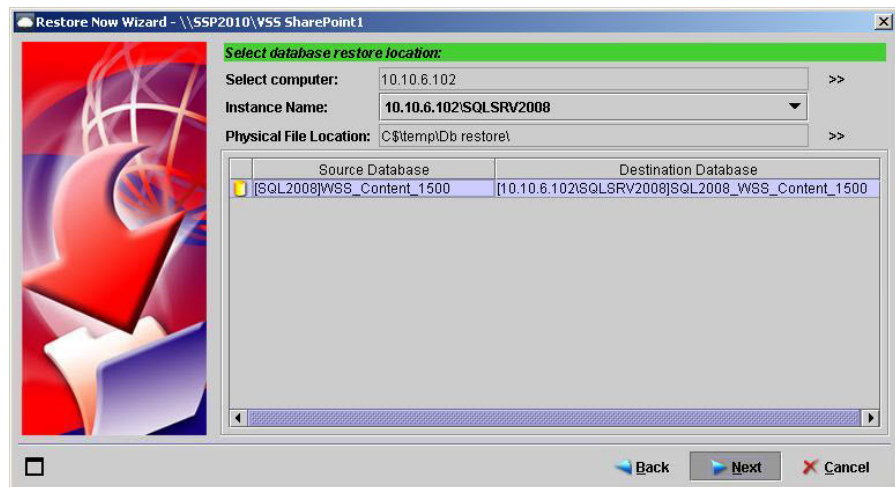 Restore Now Wizard - \\SSP2010\VSS SharePoint1
Select database restore location:
Select computer: 10.10.6.102 >>
Instance Name: 10.10.6.102\SQLSRV2008
Physical File Location: C$\temp\Db restore\ >>
Source Database Destination Database
[SQL2008]WSS_Content_1500 [10.10.6.102\SQLSRV2008]SQL2008_WSS_Content_1500
Back Next Cancel